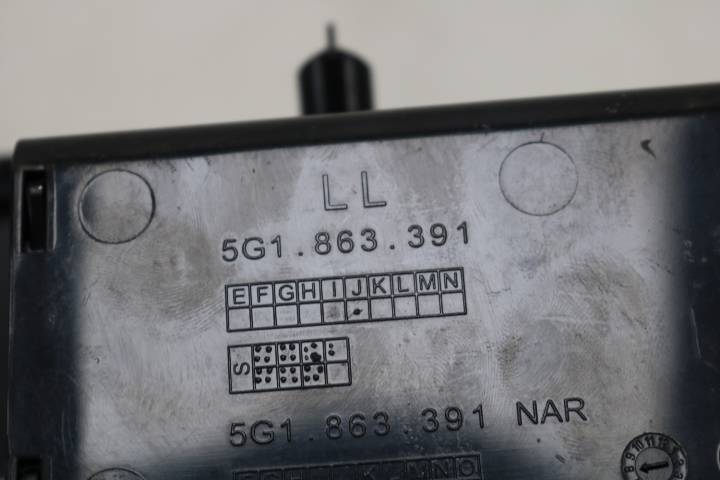 LL
5G1.863.391
EFGHIJKLMN
S
5G1.863.391 NAR